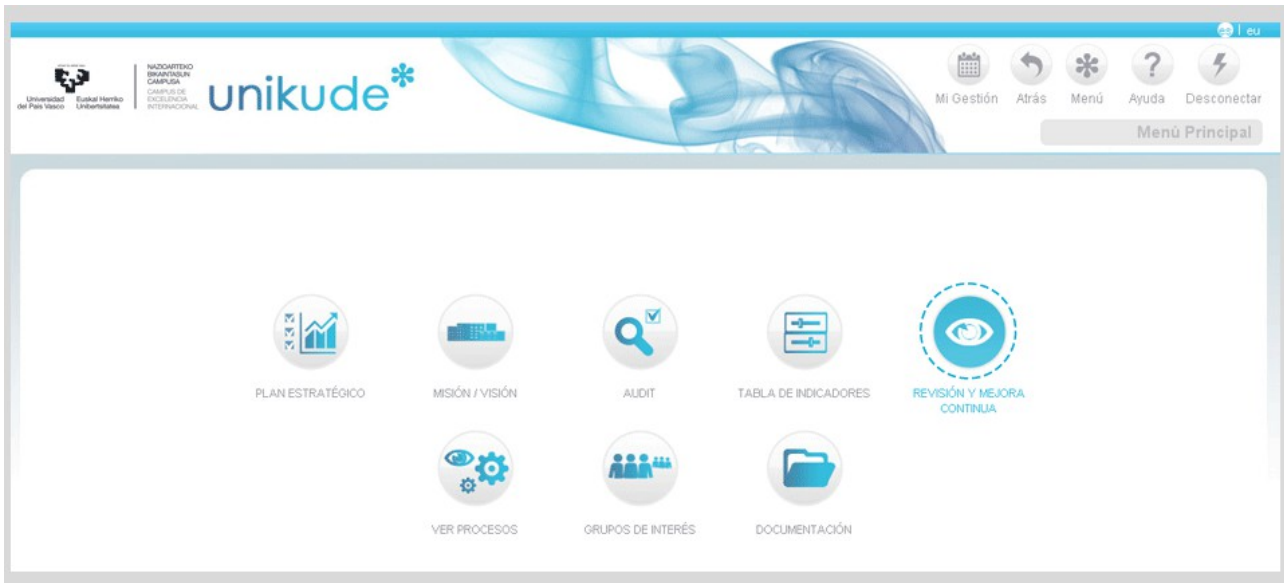 es | eu
Universidad del País Vasco
Euskal Herriko Unibertsitatea
NAZIOARTEKO
BIKAINTASUN
CAMPUSA
CAMPUS DE
EXCELENCIA
INTERNACIONAL
unikude*
Mi Gestión Atrás Menú Ayuda Desconectar
Menú Principal
PLAN ESTRATÉGICO MISIÓN / VISIÓN AUDIT TABLA DE INDICADORES REVISIÓN Y MEJORA
CONTINUA
VER PROCESOS GRUPOS DE INTERÉS DOCUMENTACIÓN